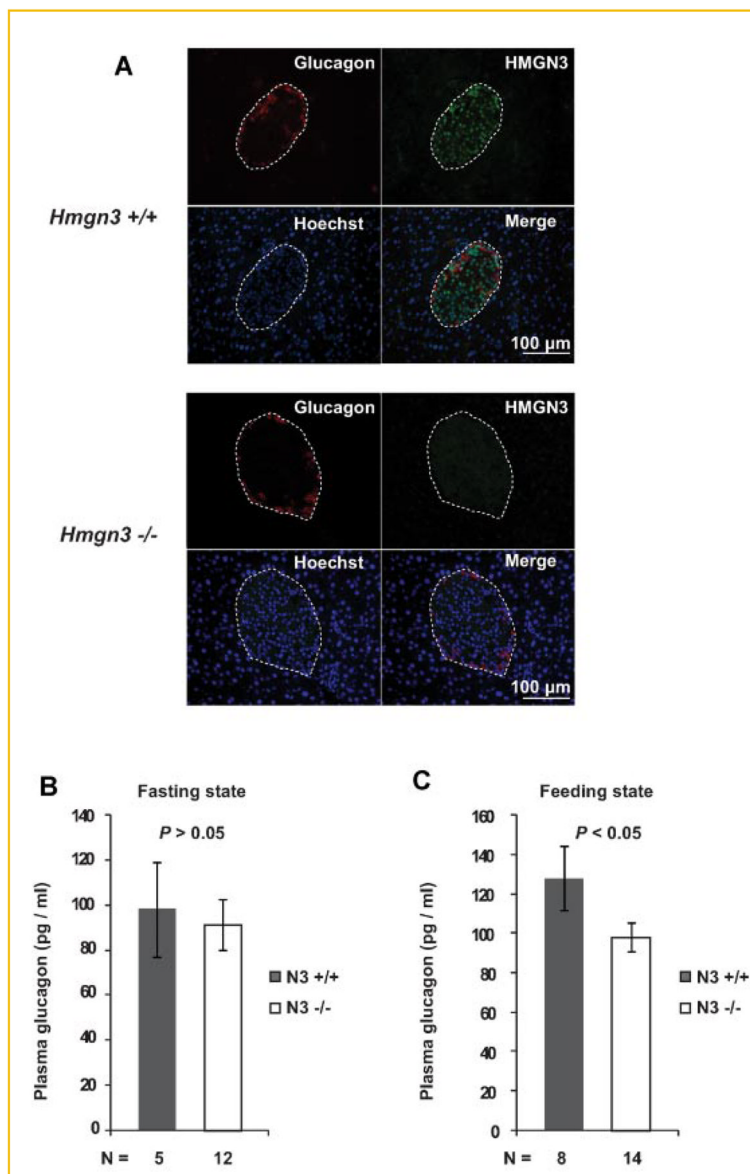 A
Glucagon
HMGN3
Hmgn3 +/+
Hoechst
Merge
100 µm
Glucagon
HMGN3
Hmgn3 -/-
Hoechst
Merge
100 µm
B
Fasting state
P > 0.05
Plasma glucagon (pg / ml)
140
120
100
80
60
40
20
0
N3 +/+
N3 -/-
N = 5 12
C
Feeding state
P < 0.05
Plasma glucagon (pg / ml)
160
140
120
100
80
60
40
20
0
N3 +/+
N3 -/-
N = 8 14